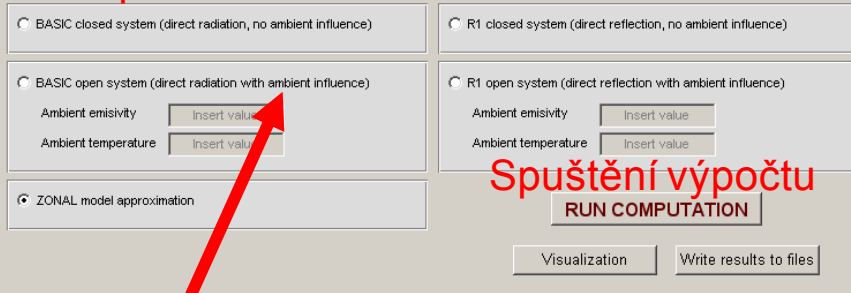 BASIC closed system (direct radiation, no ambient influence)
R1 closed system (direct reflection, no ambient influence)
BASIC open system (direct radiation with ambient influence)
Ambient emisivity Insert value
Ambient temperature Insert value
R1 open system (direct reflection with ambient influence)
Ambient emisivity Insert value
Ambient temperature Insert value
ZONAL model approximation
Spuštění výpočtu
RUN COMPUTATION
Visualization
Write results to files